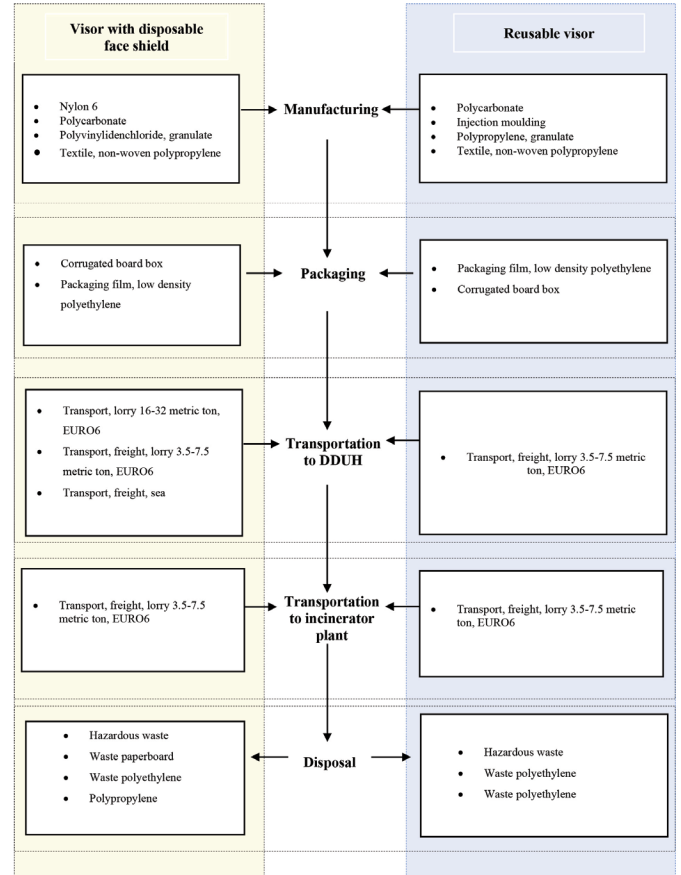 Visor with disposable
face shield
Reusable visor
• Nylon 6
• Polycarbonate
• Polyvinylidenchloride, granulate
• Textile, non-woven polypropylene
Manufacturing
• Polycarbonate
• Injection moulding
• Polypropylene, granulate
• Textile, non-woven polypropylene
• Corrugated board box
• Packaging film, low density
polyethylene
Packaging
• Packaging film, low density polyethylene
• Corrugated board box
• Transport, lorry 16-32 metric ton,
EURO6
• Transport, freight, lorry 3.5-7.5
metric ton, EURO6
• Transport, freight, sea
Transportation
to DDUH
• Transport, freight, lorry 3.5-7.5 metric
ton, EURO6
• Transport, freight, lorry 3.5-7.5
metric ton, EURO6
Transportation
to incinerator
plant
• Transport, freight, lorry 3.5-7.5 metric
ton, EURO6
• Hazardous waste
• Waste paperboard
• Waste polyethylene
• Polypropylene
Disposal
• Hazardous waste
• Waste polyethylene
• Waste polyethylene